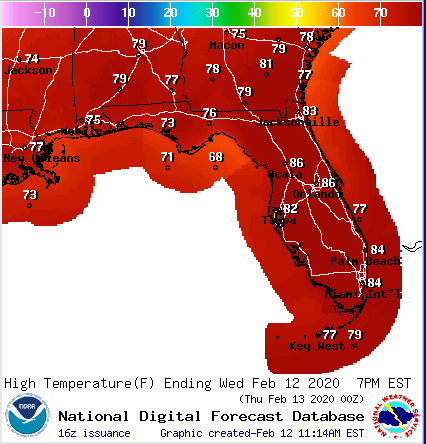 -10 0 10 20 30 40 50 60 70
75
79 79 78
Macon
74
Jackson 81 77
79 77 78
79
83
75 73 76 Jacksonville
Mobile
77
New Orleans 71 68
86
Ocala
73 86
Orlando
82 77
Tampa
84
Palm Beach
84
Miami Int'l
77 79
Key West
High Temperature(F) Ending Wed Feb 12 2020 7PM EST
(Thu Feb 13 2020 00Z)
NOAA
National Digital Forecast Database
16z issuance Graphic created-Feb 12 11:14AM EST